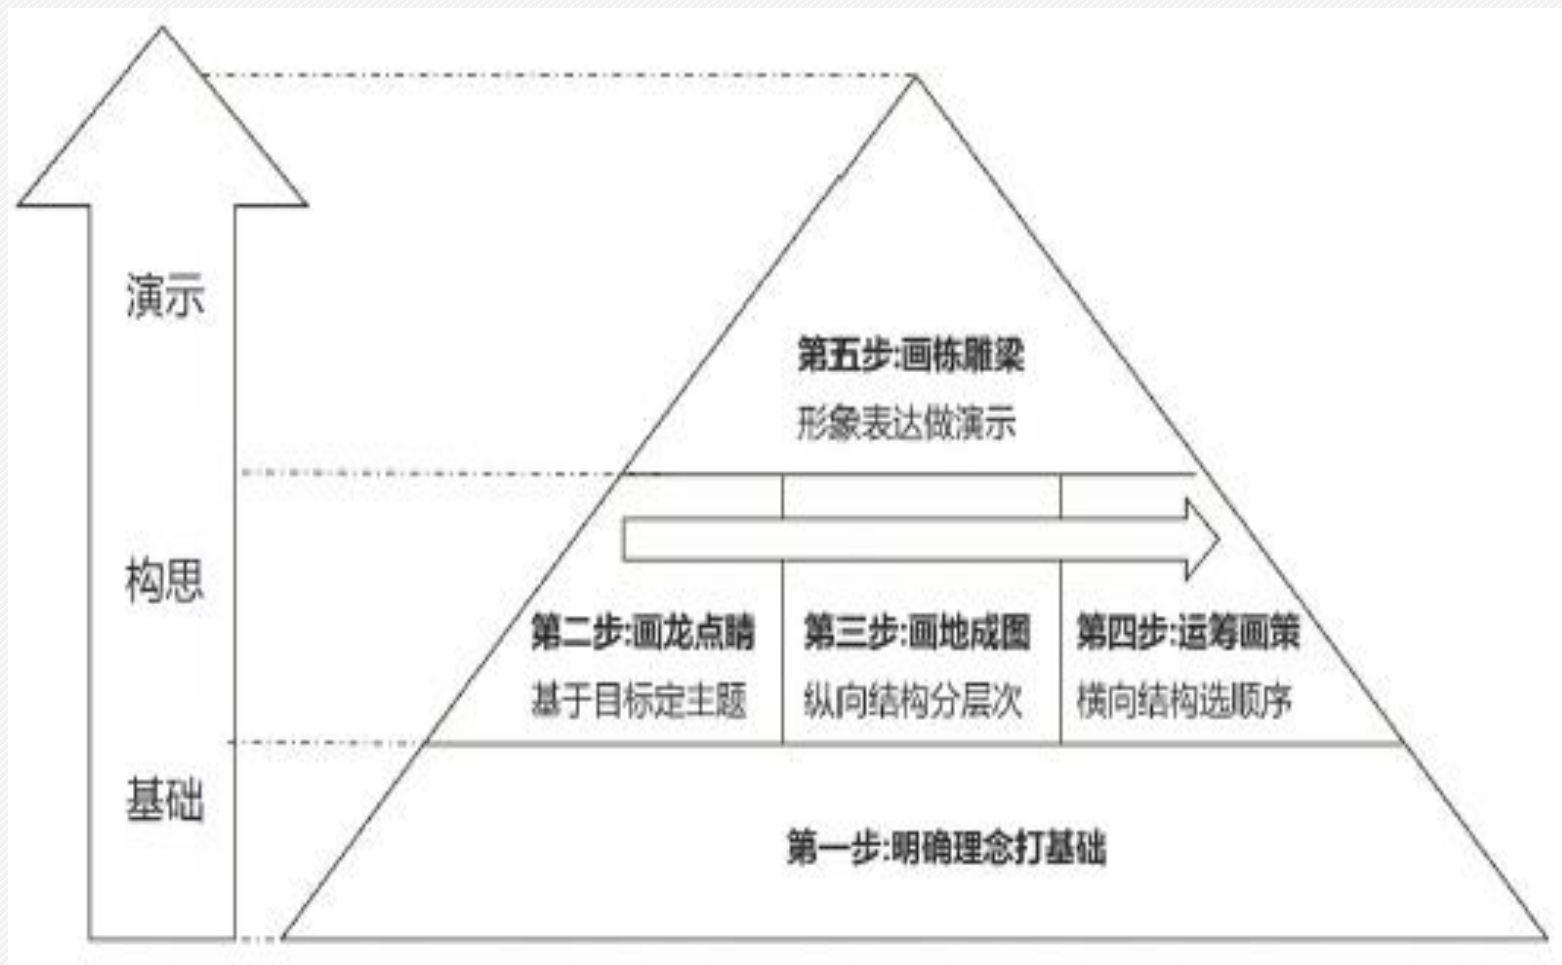 演示
第五步:画栋雕梁
形象表达做演示
构思
第二步:画龙点睛
基于目标定主题
第三步:画地成图
纵向结构分层次
第四步:运筹画策
横向结构选顺序
基础
第一步:明确理念打基础